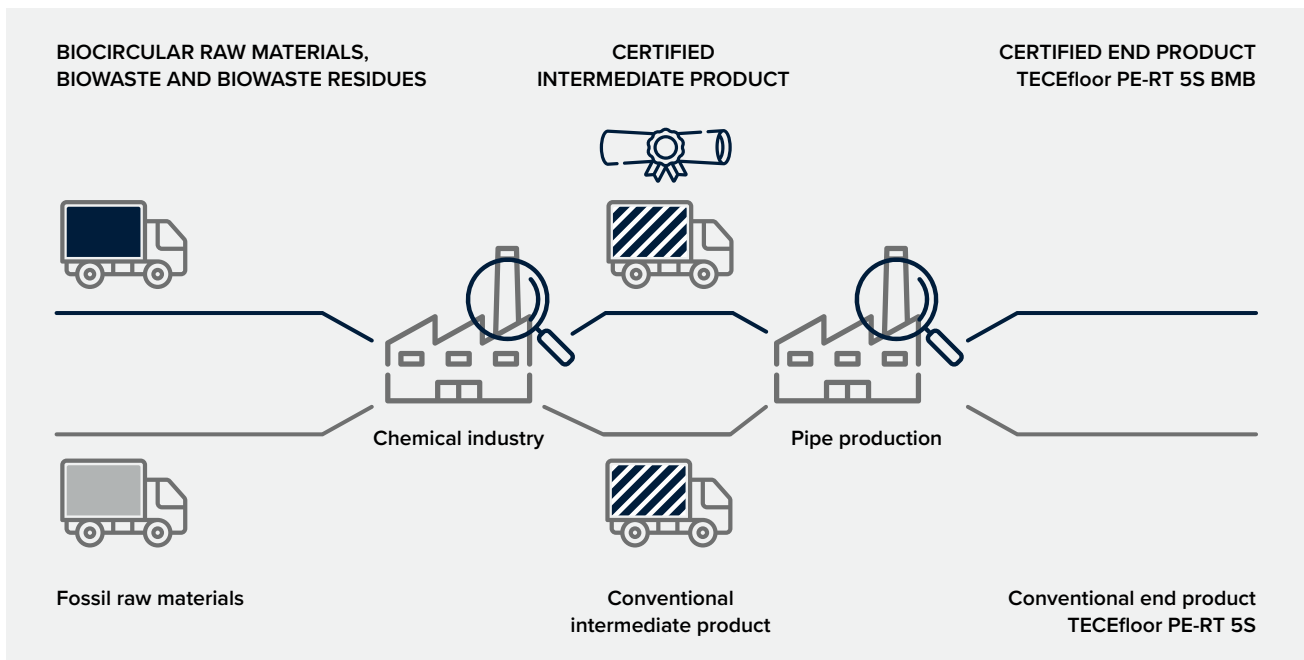 BIOCIRCULAR RAW MATERIALS,
BIOWASTE AND BIOWASTE RESIDUES
CERTIFIED
INTERMEDIATE PRODUCT
CERTIFIED END PRODUCT
TECEfloor PE-RT 5S BMB
Chemical industry
Pipe production
Fossil raw materials
Conventional
intermediate product
Conventional end product
TECEfloor PE-RT 5S